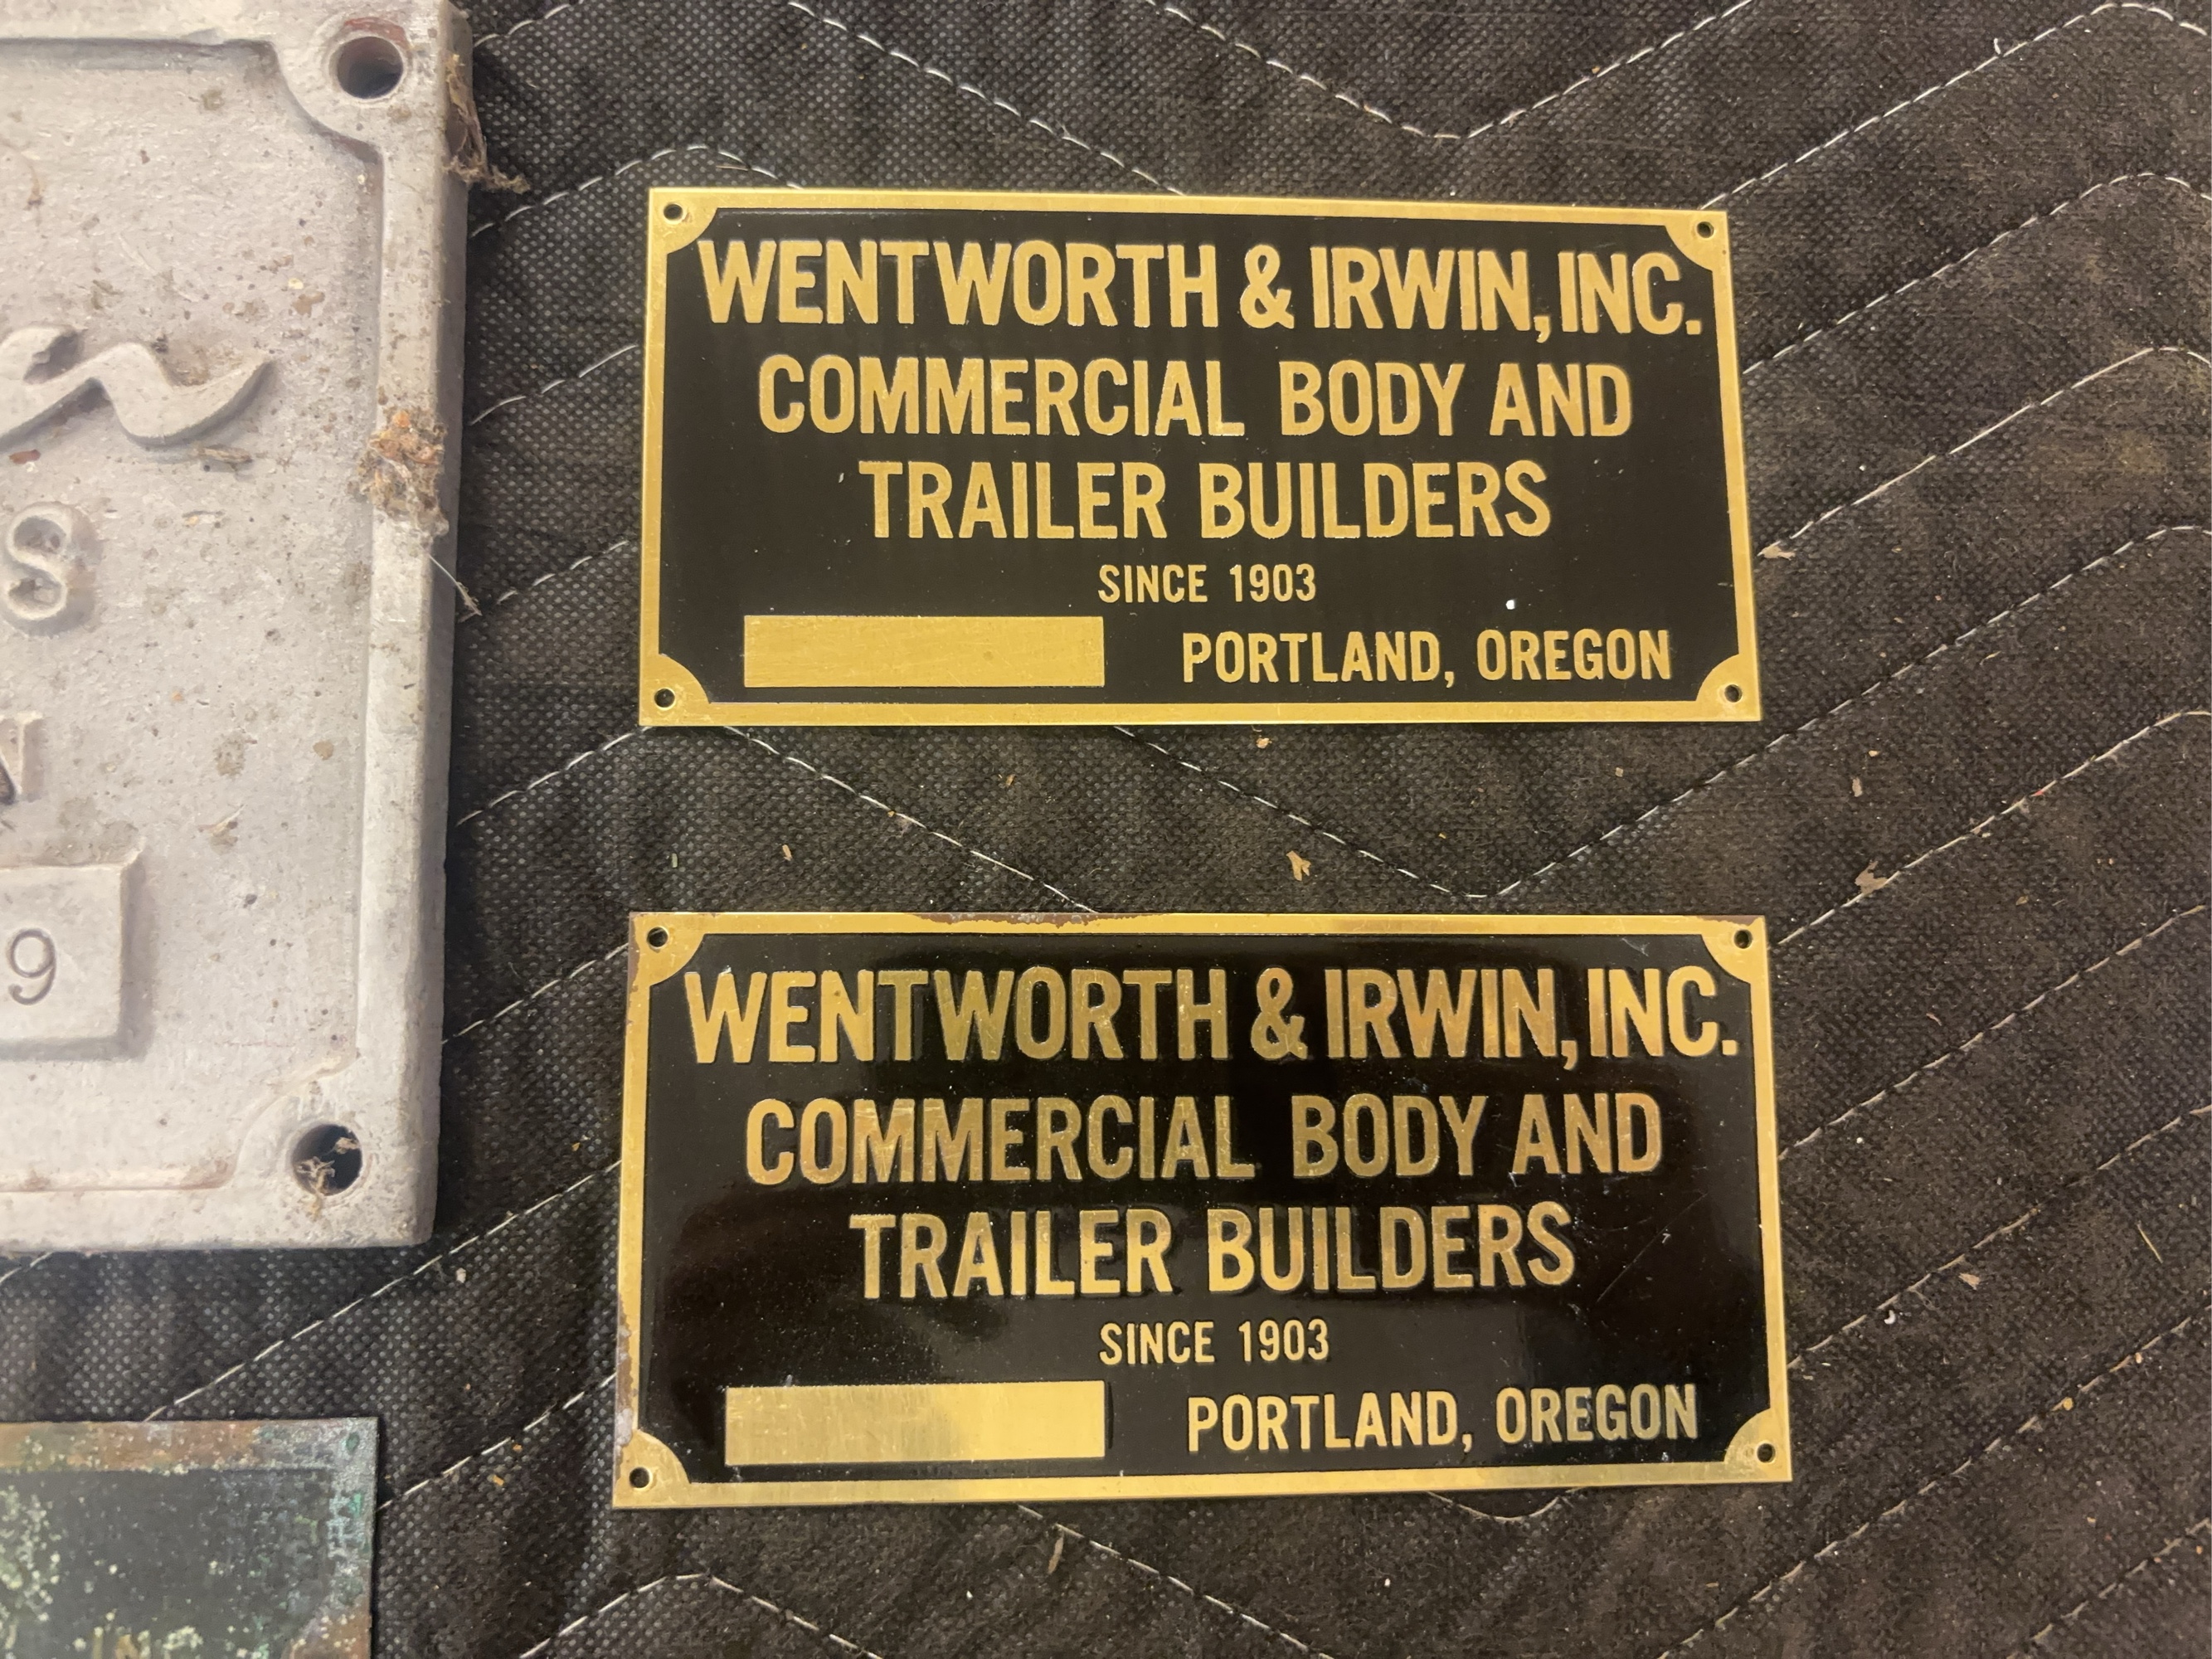 S
N
9
WENTWORTH & IRWIN, INC.
COMMERCIAL BODY AND
TRAILER BUILDERS
SINCE 1903
PORTLAND, OREGON
WENTWORTH & IRWIN, INC.
COMMERCIAL BODY AND
TRAILER BUILDERS
SINCE 1903
PORTLAND, OREGON